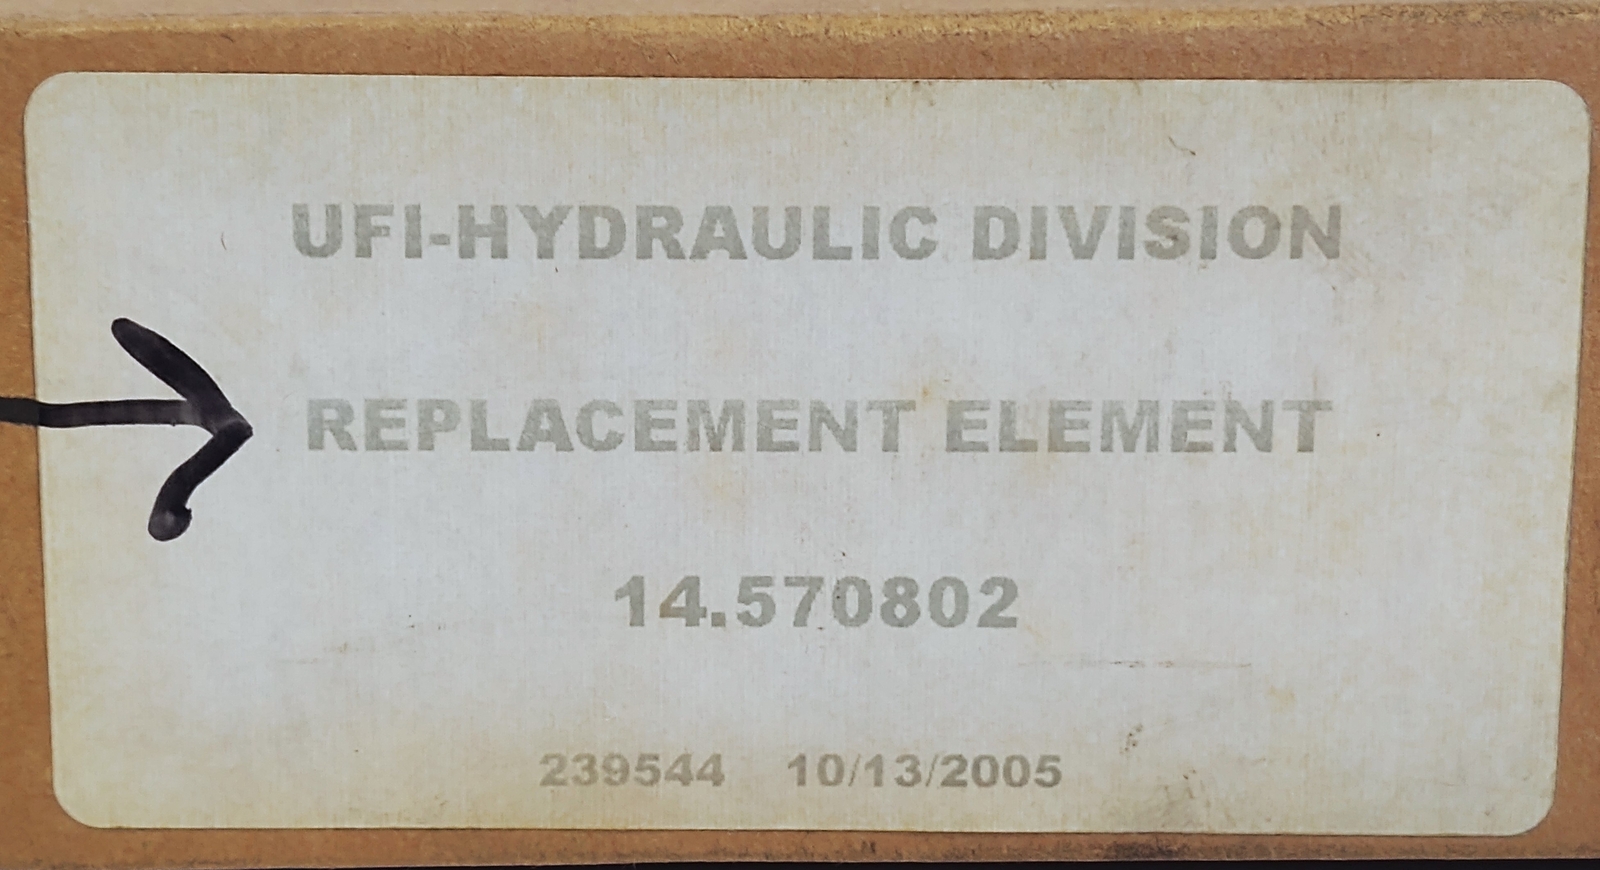 UFI-HYDRAULIC DIVISION
REPLACEMENT ELEMENT
14.570802
239544 10/13/2005